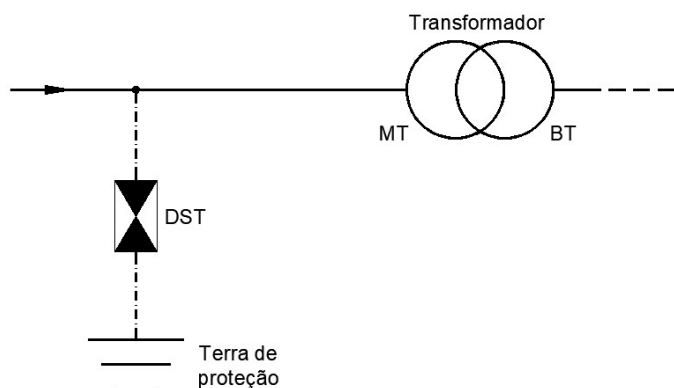 Transformador
MT
BT
DST
Terra de
proteção